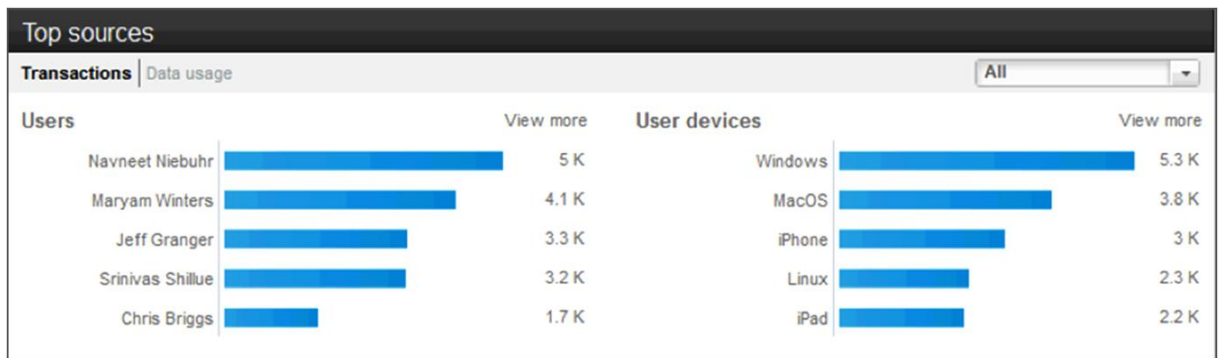 Top sources
Transactions Data usage All
Users View more
Navneet Niebuhr 5 K
Maryam Winters 4.1 K
Jeff Granger 3.3 K
Srinivas Shillue 3.2 K
Chris Briggs 1.7 K
User devices View more
Windows 5.3 K
MacOS 3.8 K
iPhone 3 K
Linux 2.3 K
iPad 2.2 K